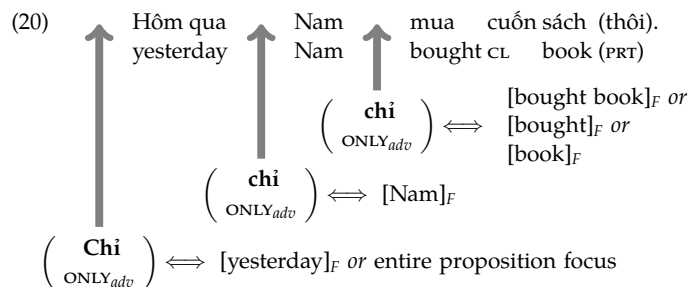 (20) Hôm qua Nam mua cuốn sách (thôi).
yesterday Nam bought CL book (PRT)
chỉ ONLYadv ⟺ [bought book]F or
[bought]F or
[book]F
chỉ ONLYadv ⟺ [Nam]F
Chỉ ONLYadv ⟺ [yesterday]F or entire proposition focus